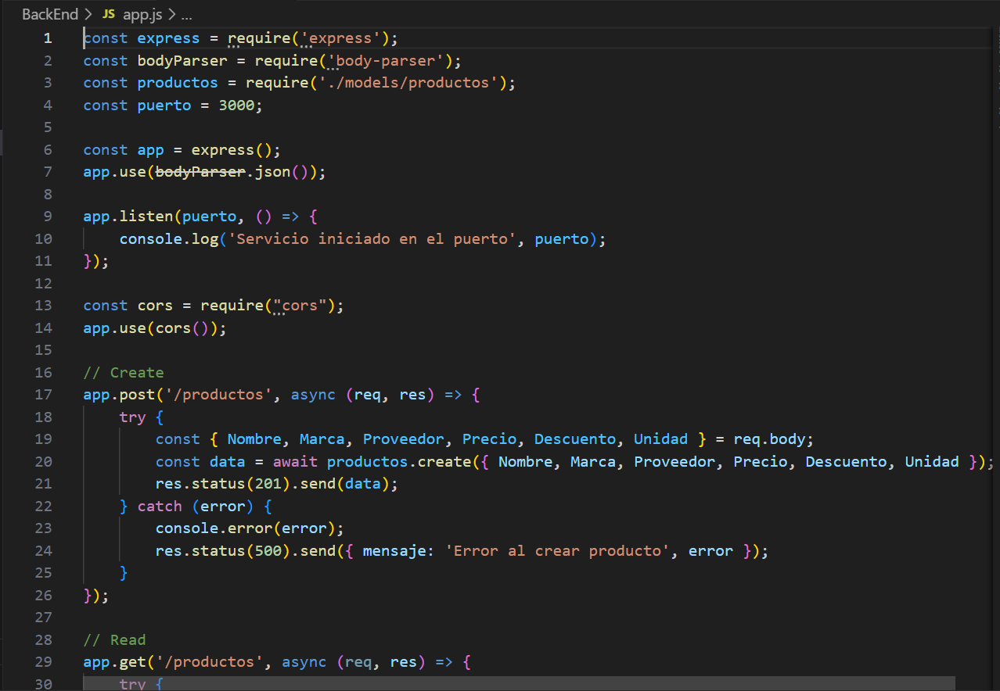 BackEnd > JS app.js > ...
1 const express = require('express');
2 const bodyParser = require('body-parser');
3 const productos = require('./models/productos');
4 const puerto = 3000;
5
6 const app = express();
7 app.use(bodyParser.json());
8
9 app.listen(puerto, () => {
10     console.log('Servicio iniciado en el puerto', puerto);
11 });
12
13 const cors = require("cors");
14 app.use(cors());
15
16 // Create
17 app.post('/productos', async (req, res) => {
18     try {
19         const { Nombre, Marca, Proveedor, Precio, Descuento, Unidad } = req.body;
20         const data = await productos.create({ Nombre, Marca, Proveedor, Precio, Descuento, Unidad });
21         res.status(201).send(data);
22     } catch (error) {
23         console.error(error);
24         res.status(500).send({ mensaje: 'Error al crear producto', error });
25     }
26 });
27
28 // Read
29 app.get('/productos', async (req, res) => {
30     try {